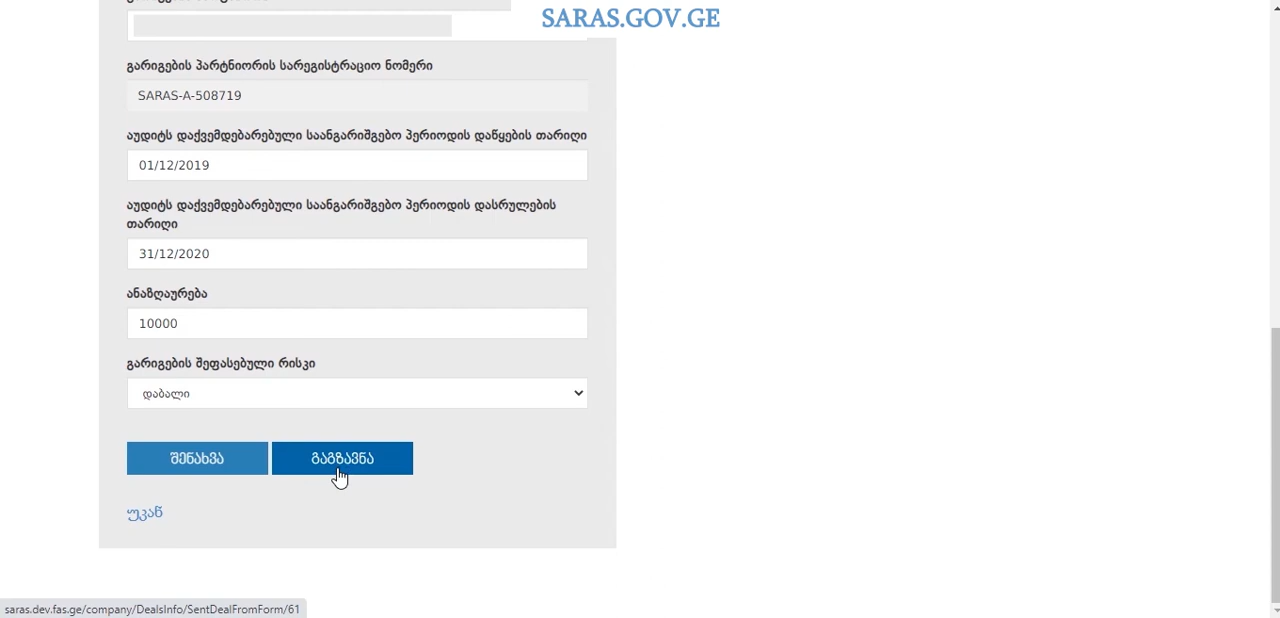 SARAS.GOV.GE
გარიგების პარტნიორის სარეგისტრაციო ნომერი
SARAS-A-508719
აუდიტს დაქვემდებარებული საანგარიშგებო პერიოდის დაწყების თარიღი
01/12/2019
აუდიტს დაქვემდებარებული საანგარიშგებო პერიოდის დასრულების
თარიღი
31/12/2020
ანაზღაურება
10000
გარიგების შეფასებული რისკი
დაბალი
შენახვა გაგზავნა
უკან
saras.dev.fas.ge/company/DealsInfo/SentDealFromForm/61